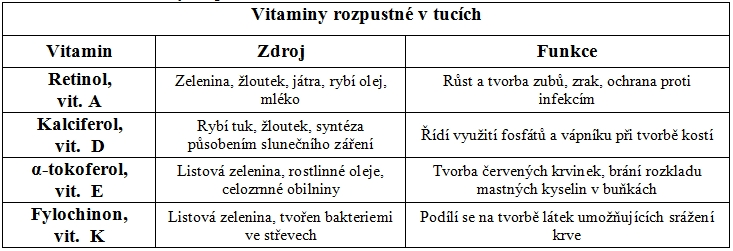 Vitaminy rozpustné v tucích
Vitamin Zdroj Funkce
Retinol,
vit. A
Zelenina, žloutek, játra, rybí olej,
mléko
Růst a tvorba zubů, zrak, ochrana proti
infekcím
Kalciferol,
vit. D
Rybí tuk, žloutek, syntéza
působením slunečního záření
Řídí využití fosfátů a vápníku při tvorbě kostí
α-tokoferol,
vit. E
Listová zelenina, rostlinné oleje,
celozrnné obilniny
Tvorba červených krvinek, brání rozkladu
mastných kyselin v buňkách
Fylochinon,
vit. K
Listová zelenina, tvořen bakteriemi
ve střevech
Podílí se na tvorbě látek umožňujících srážení
krve